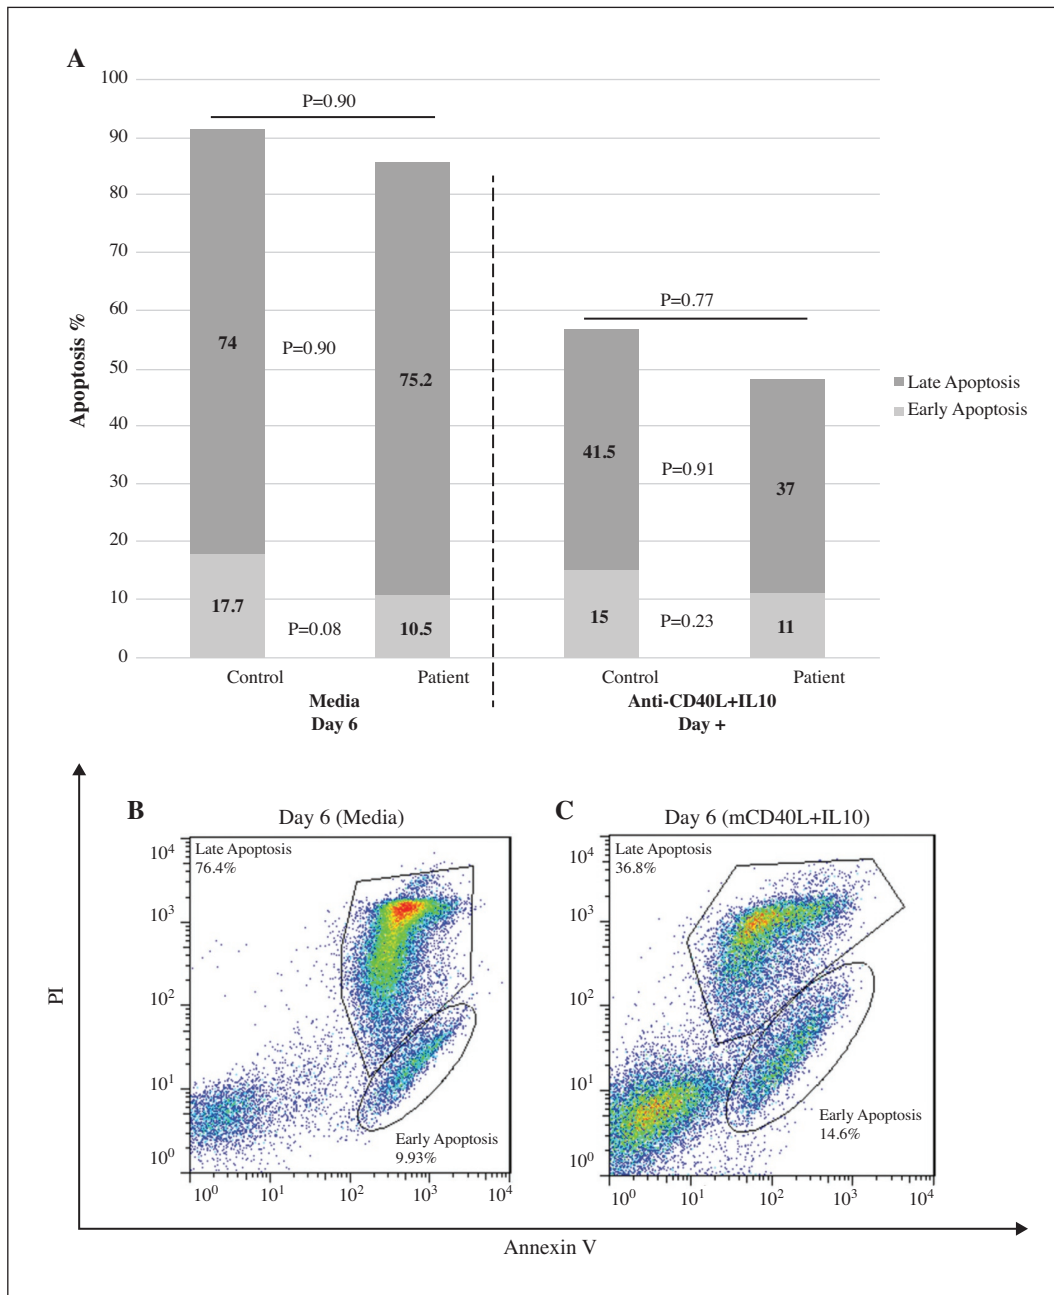 A
100
90
80
70
60
50
40
30
20
10
0
Apoptosis %
P=0.90
74
P=0.90
75.2
17.7
P=0.08
10.5
P=0.77
41.5
P=0.91
37
15
P=0.23
11
Late Apoptosis
Early Apoptosis
Control
Patient
Control
Patient
Media
Day 6
Anti-CD40L+IL10
Day +
B
Day 6 (Media)
Late Apoptosis
76.4%
Early Apoptosis
9.93%
10⁴
10³
10²
10¹
10⁰
10⁰ 10¹ 10² 10³ 10⁴
C
Day 6 (mCD40L+IL10)
Late Apoptosis
36.8%
Early Apoptosis
14.6%
10⁴
10³
10²
10¹
10⁰
10⁰ 10¹ 10² 10³ 10⁴
PI
Annexin V